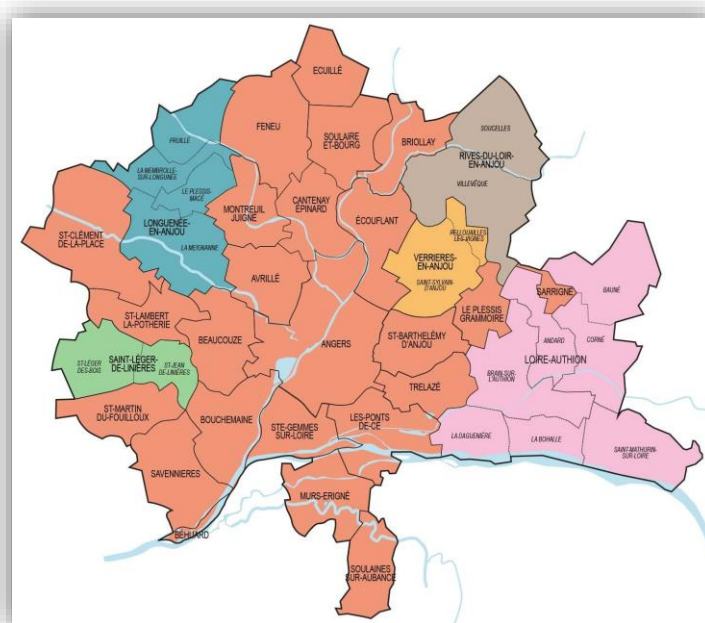 ECUILLÉ
FENEU
SOULAIRE
ET-BOURG
BRIOLLAY
SOUCELLES
RIVES-DU-LOIR-
EN-ANJOU
VILLEVÊQUE
PRUILLÉ
LA MEMBROLLE-
SUR-LONGUENÉE
LE PLESSIS-
MACÉ
LONGUENÉE-
EN-ANJOU
LA MEIGNANNE
MONTREUIL
JUIGNÉ
CANTENAY
ÉPINARD
ÉCOUFLANT
PELLOUAILLES
LES-VIGNES
VERRIERES-
EN-ANJOU
SAINT-SYLVAIN-
D'ANJOU
ST-CLÉMENT
DE-LA-PLACE
AVRILLÉ
SARRIGNÉ
BAUNÉ
LE PLESSIS
GRAMMOIRE
ST-LAMBERT
LA-POTHERIE
BEAUCOUZE
ANGERS
ST-BARTHELÉMY
D'ANJOU
ANDARD
CORNÉ
LOIRE-AUTHION
BRAIN-SUR-
L'AUTHION
ST-LÉGER
DES-BOIS
SAINT-LÉGER-
DE-LINIÈRES
ST-JEAN
DE-LINIÈRES
TRELAZÉ
ST-MARTIN
DU-FOUILLOUX
BOUCHEMAINE
STE-GEMMES
SUR-LOIRE
LES-PONTS
DE-CÉ
LA DAGUENIÈRE
LA BOHALLE
SAINT-MATHURIN-
SUR-LOIRE
SAVENNIERES
MURS-ERIGNÉ
BÉHUARD
SOULAINES
SUR-AUBANCE